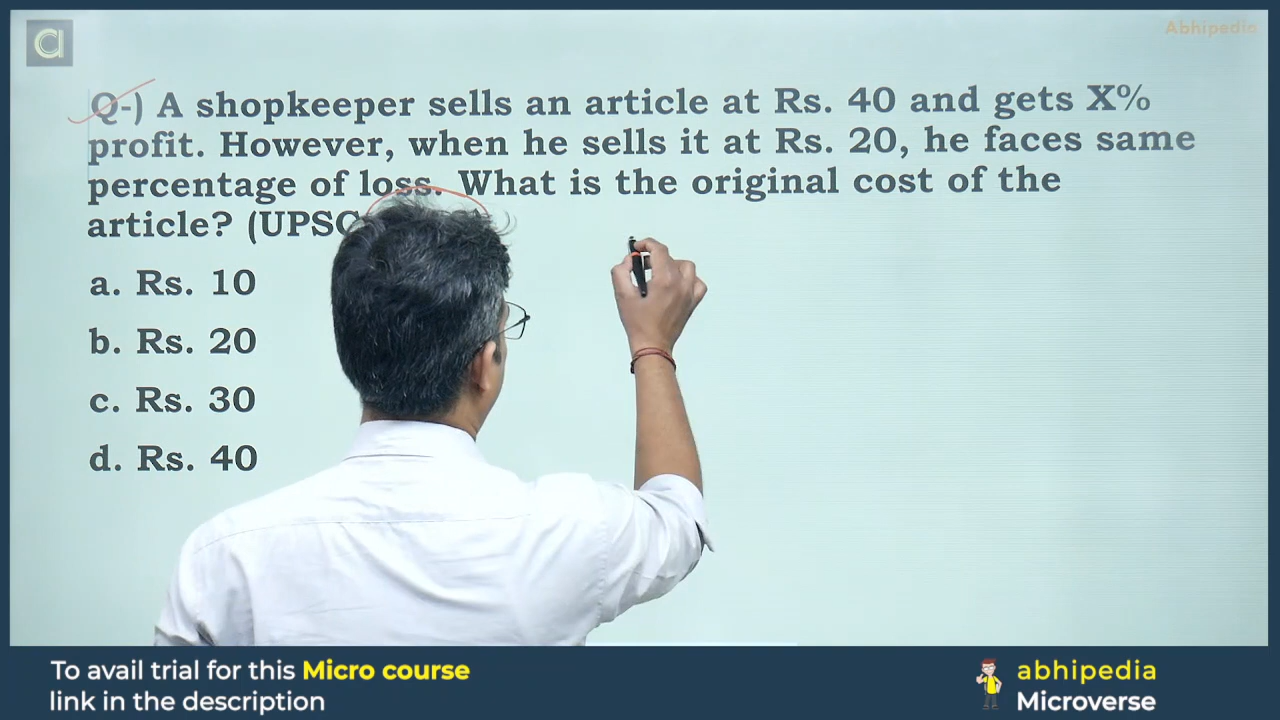 Abhipedia
Q-) A shopkeeper sells an article at Rs. 40 and gets X%
profit. However, when he sells it at Rs. 20, he faces same
percentage of loss. What is the original cost of the
article? (UPSC
a. Rs. 10
b. Rs. 20
c. Rs. 30
d. Rs. 40
To avail trial for this Micro course
link in the description
abhipedia
Microverse